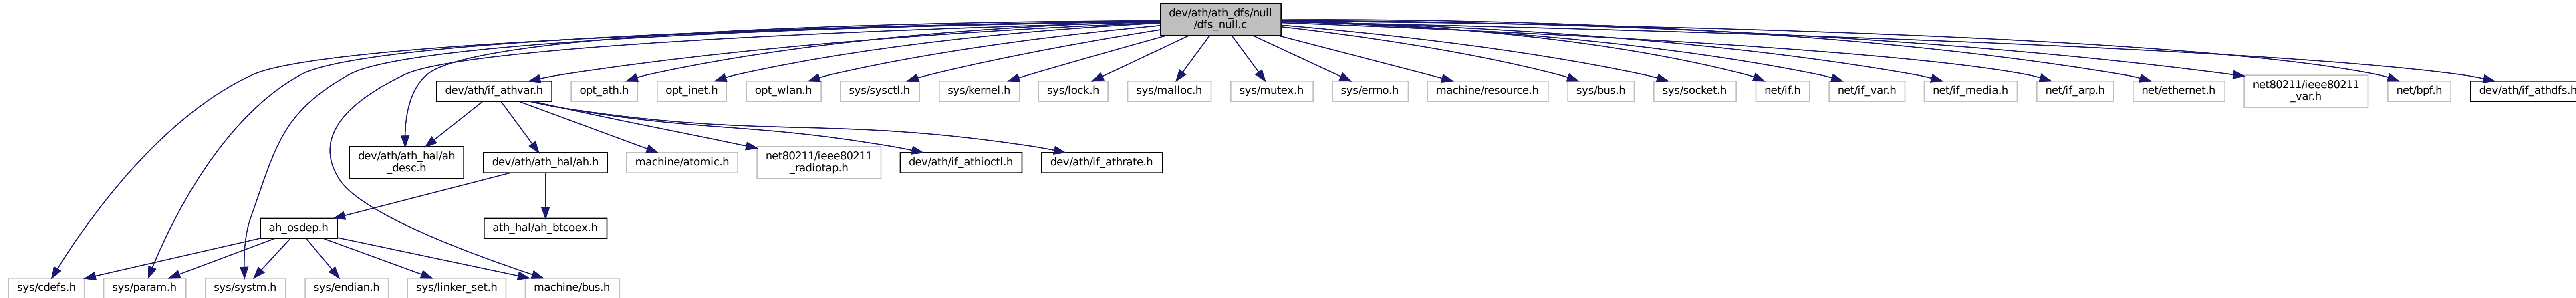 dev/ath/ath_dfs/null
/dfs_null.c
dev/ath/if_athvar.h
opt_ath.h
opt_inet.h
opt_wlan.h
sys/sysctl.h
sys/kernel.h
sys/lock.h
sys/malloc.h
sys/mutex.h
sys/errno.h
machine/resource.h
sys/bus.h
sys/socket.h
net/if.h
net/if_var.h
net/if_media.h
net/if_arp.h
net/ethernet.h
net80211/ieee80211
_var.h
net/bpf.h
dev/ath/if_athdfs.h
dev/ath/ath_hal/ah
_desc.h
dev/ath/ath_hal/ah.h
machine/atomic.h
net80211/ieee80211
_radiotap.h
dev/ath/if_athioctl.h
dev/ath/if_athrate.h
ah_osdep.h
ath_hal/ah_btcoex.h
sys/cdefs.h
sys/param.h
sys/systm.h
sys/endian.h
sys/linker_set.h
machine/bus.h